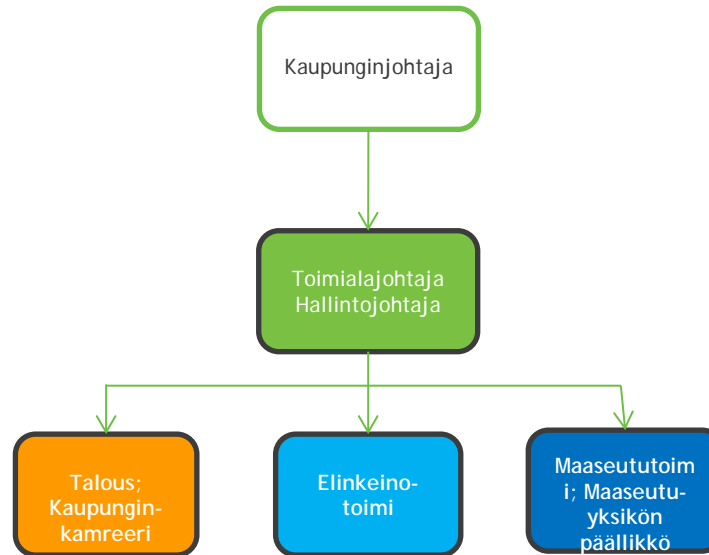 Kaupunginjohtaja
Toimialajohtaja
Hallintojohtaja
Talous;
Kaupungin-
kamreeri
Elinkeino-
toimi
Maaseututoim
i; Maaseutu-
yksikön
päällikkö